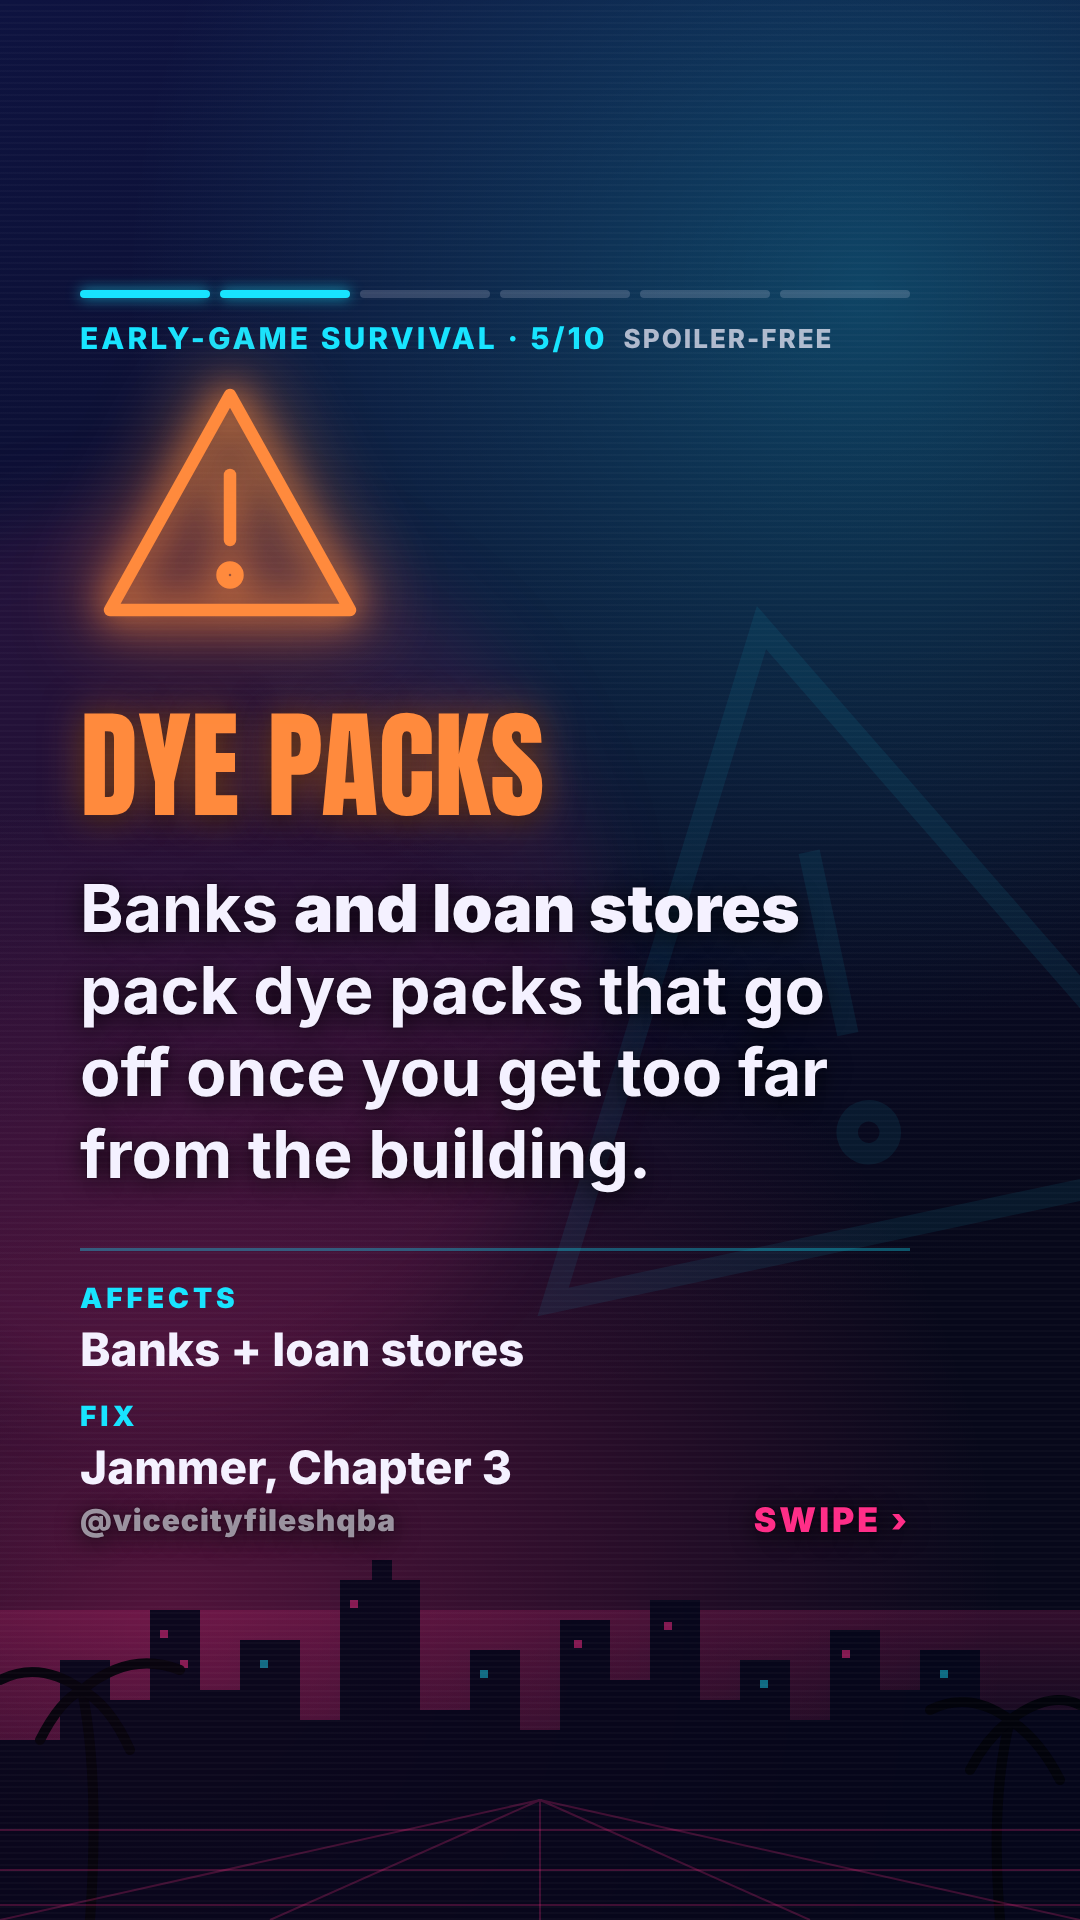 EARLY-GAME SURVIVAL · 5/10 SPOILER-FREE
DYE PACKS
Banks and loan stores
pack dye packs that go
off once you get too far
from the building.
AFFECTS
Banks + loan stores
FIX
Jammer, Chapter 3
@vicecityfileshqba
SWIPE ›